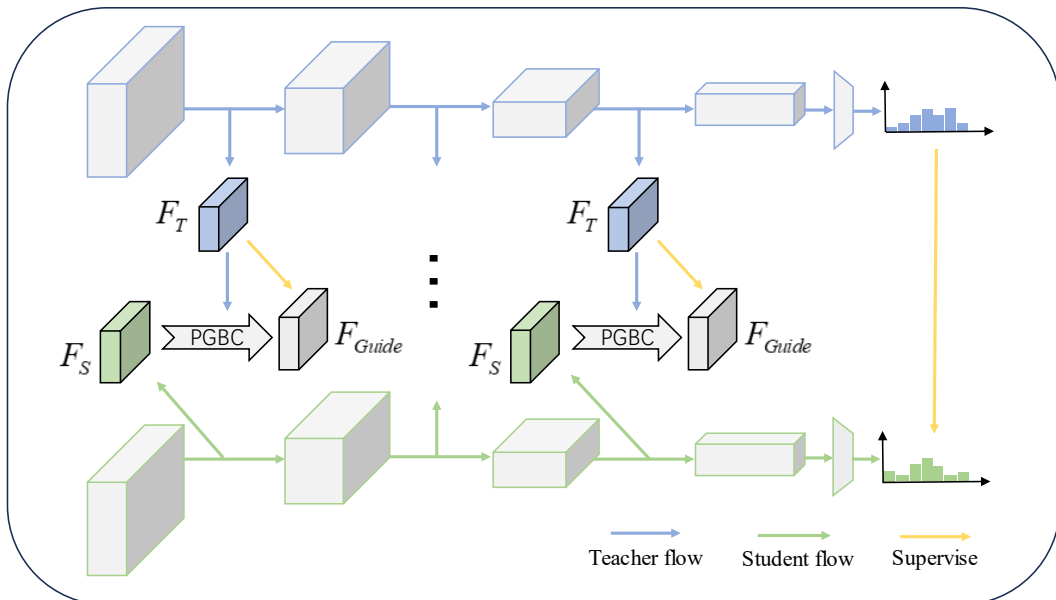 F_T
F_T
F_S
PGBC
F_Guide
F_S
PGBC
F_Guide
Teacher flow
Student flow
Supervise